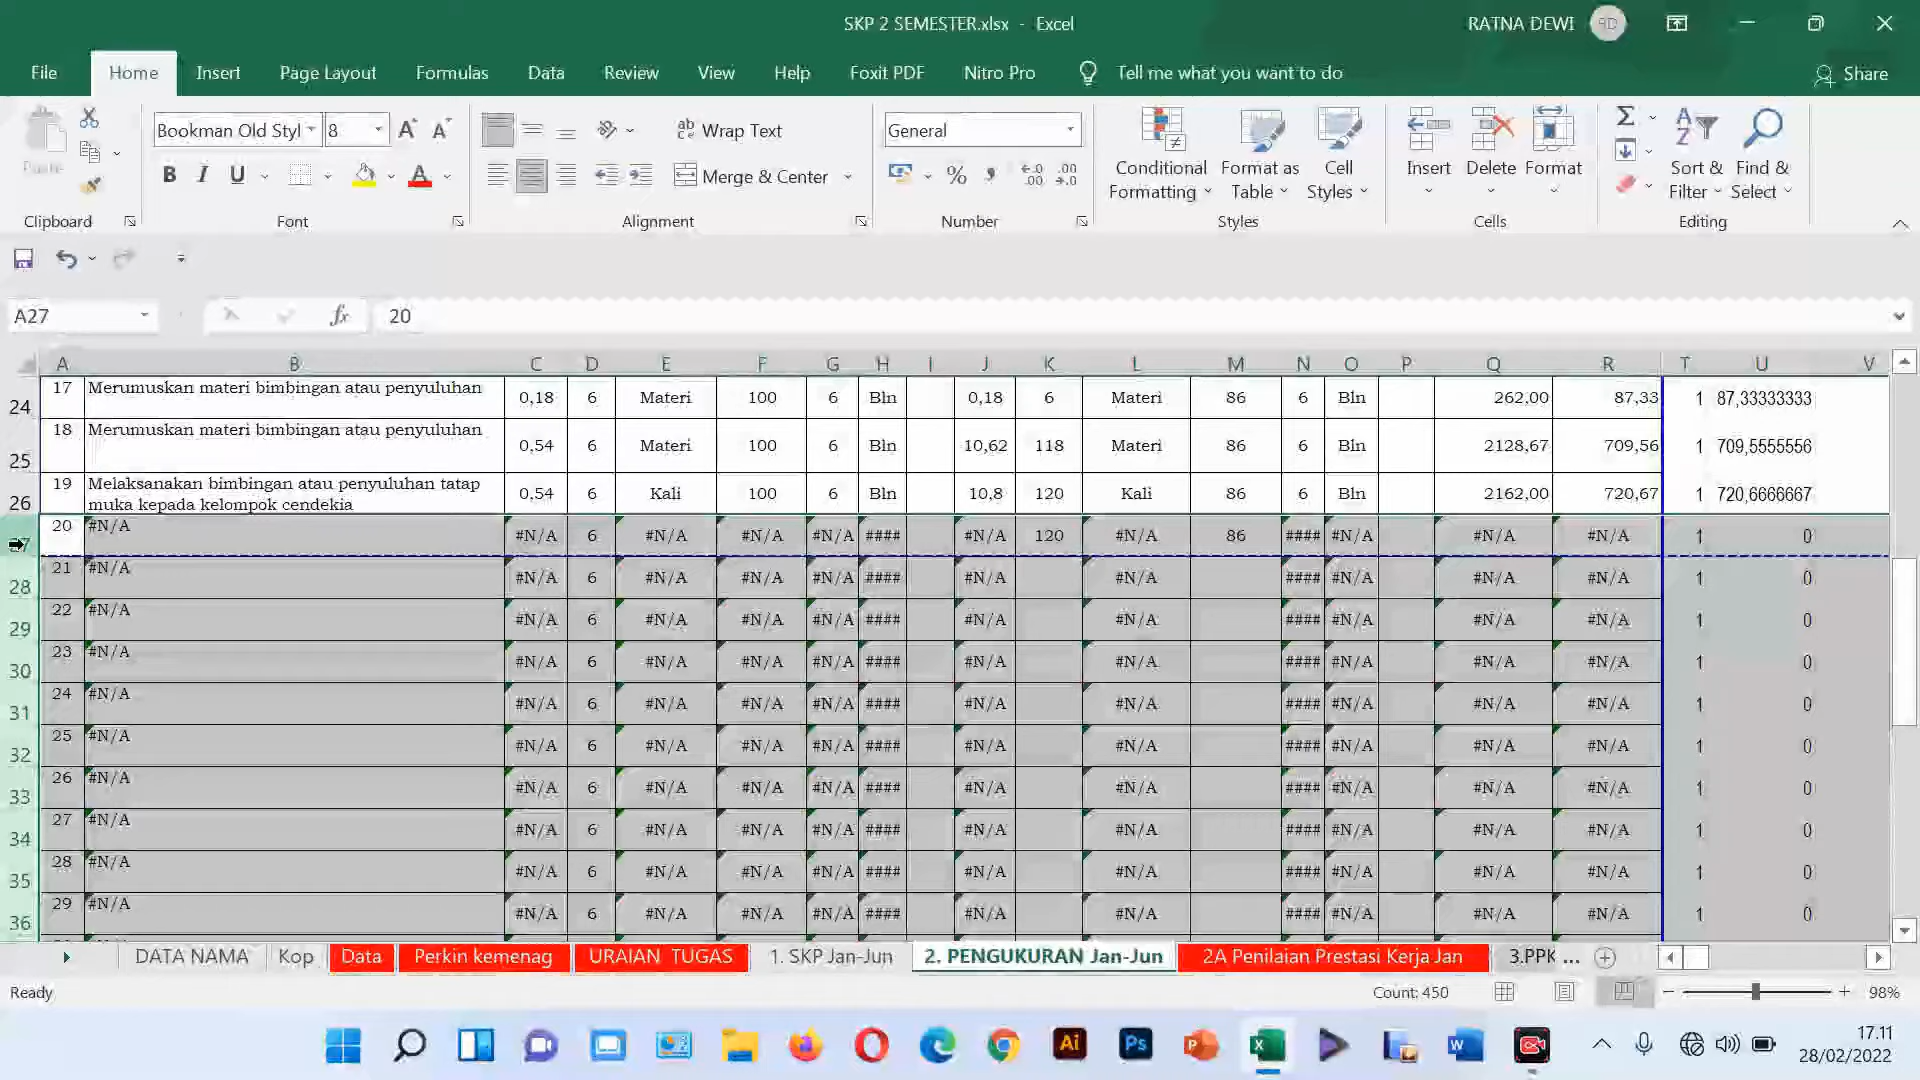 SKP 2 SEMESTER.xlsx - Excel
RATNA DEWI RD
File Home Insert Page Layout Formulas Data Review View Help Foxit PDF Nitro Pro Tell me what you want to do Share
Paste
Bookman Old Styl 8
Wrap Text
General
B I U
Merge & Center
Conditional Formatting
Format as Table
Cell Styles
Insert Delete Format
Sort & Filter
Find & Select
Clipboard Font Alignment Number Styles Cells Editing
A27 fx 20
A B C D E F G H I J K L M N O P Q R T U V
24 17 Merumuskan materi bimbingan atau penyuluhan 0,18 6 Materi 100 6 Bln 0,18 6 Materi 86 6 Bln 262,00 87,33 1 87,33333333
25 18 Merumuskan materi bimbingan atau penyuluhan 0,54 6 Materi 100 6 Bln 10,62 118 Materi 86 6 Bln 2128,67 709,56 1 709,5555556
26 19 Melaksanakan bimbingan atau penyuluhan tatap muka kepada kelompok cendekia 0,54 6 Kali 100 6 Bln 10,8 120 Kali 86 6 Bln 2162,00 720,67 1 720,6666667
20 #N/A #N/A 6 #N/A #N/A #N/A #### #N/A 120 #N/A 86 #### #N/A #N/A #N/A 1 0
28 21 #N/A #N/A 6 #N/A #N/A #N/A #### #N/A #N/A #### #N/A #N/A #N/A 1 0
29 22 #N/A #N/A 6 #N/A #N/A #N/A #### #N/A #N/A #### #N/A #N/A #N/A 1 0
30 23 #N/A #N/A 6 #N/A #N/A #N/A #### #N/A #N/A #### #N/A #N/A #N/A 1 0
31 24 #N/A #N/A 6 #N/A #N/A #N/A #### #N/A #N/A #### #N/A #N/A #N/A 1 0
32 25 #N/A #N/A 6 #N/A #N/A #N/A #### #N/A #N/A #### #N/A #N/A #N/A 1 0
33 26 #N/A #N/A 6 #N/A #N/A #N/A #### #N/A #N/A #### #N/A #N/A #N/A 1 0
34 27 #N/A #N/A 6 #N/A #N/A #N/A #### #N/A #N/A #### #N/A #N/A #N/A 1 0
35 28 #N/A #N/A 6 #N/A #N/A #N/A #### #N/A #N/A #### #N/A #N/A #N/A 1 0
36 29 #N/A #N/A 6 #N/A #N/A #N/A #### #N/A #N/A #### #N/A #N/A #N/A 1 0
DATA NAMA Kop Data Perkin kemenag URAIAN TUGAS 1. SKP Jan-Jun 2. PENGUKURAN Jan-Jun 2A Penilaian Prestasi Kerja Jan 3.PPK ...
Ready Count: 450 98%
17.11
28/02/2022